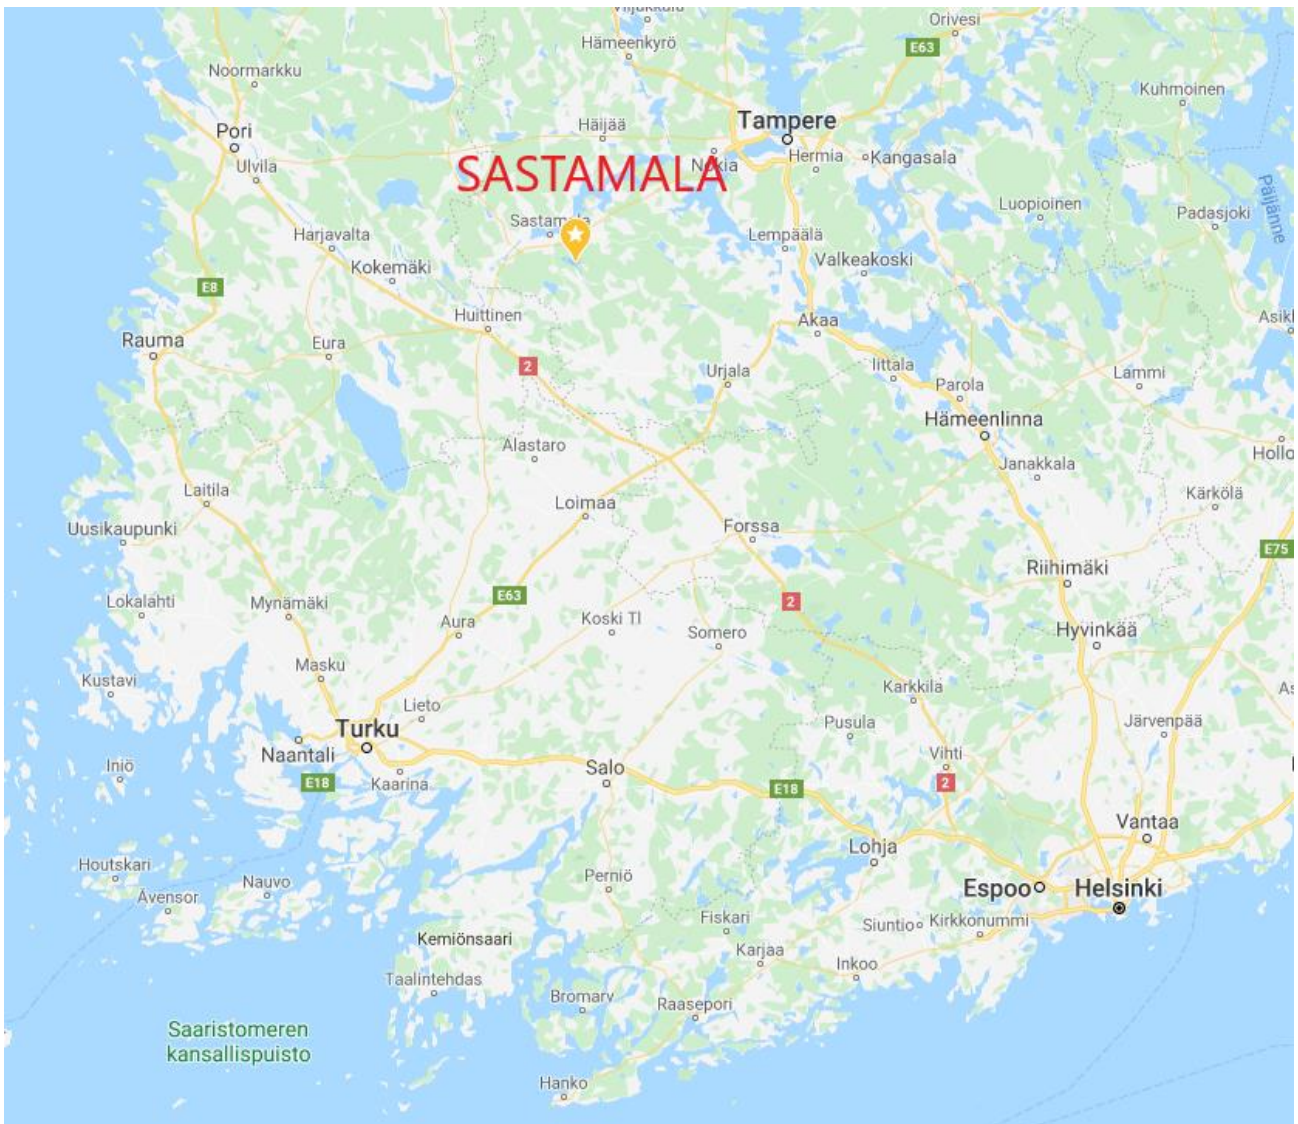 Orivesi
Hämeenkyrö
E63
Noormarkku
Kuhmoinen
Tampere
Häijää
Pori
Nokia
Hermia
Kangasala
Ulvila
SASTAMALA
Päijänne
Luopioinen
Padasjoki
Sastamala
Harjavalta
Lempäälä
Kokemäki
Valkeakoski
E8
Huittinen
Akaa
Asikk
Rauma
Eura
2
Urjala
Iittala
Parola
Lammi
Hämeenlinna
Alastaro
Janakkala
Hollo
Laitila
Loimaa
Kärkölä
Uusikaupunki
Forssa
E75
Riihimäki
E63
Lokalahti
Mynämäki
Koski Tl
2
Aura
Somero
Hyvinkää
Masku
Kustavi
Karkkila
As
Lieto
Turku
Pusula
Järvenpää
Naantali
Vihti
Iniö
E18
Kaarina
Salo
E18
2
Vantaa
Lohja
Houtskari
Nauvo
Perniö
Espoo
Helsinki
Åvensor
Fiskari
Siuntio
Kirkkonummi
Kemiönsaari
Karjaa
Inkoo
Taalintehdas
Bromarv
Raasepori
Saaristomeren
kansallispuisto
Hanko